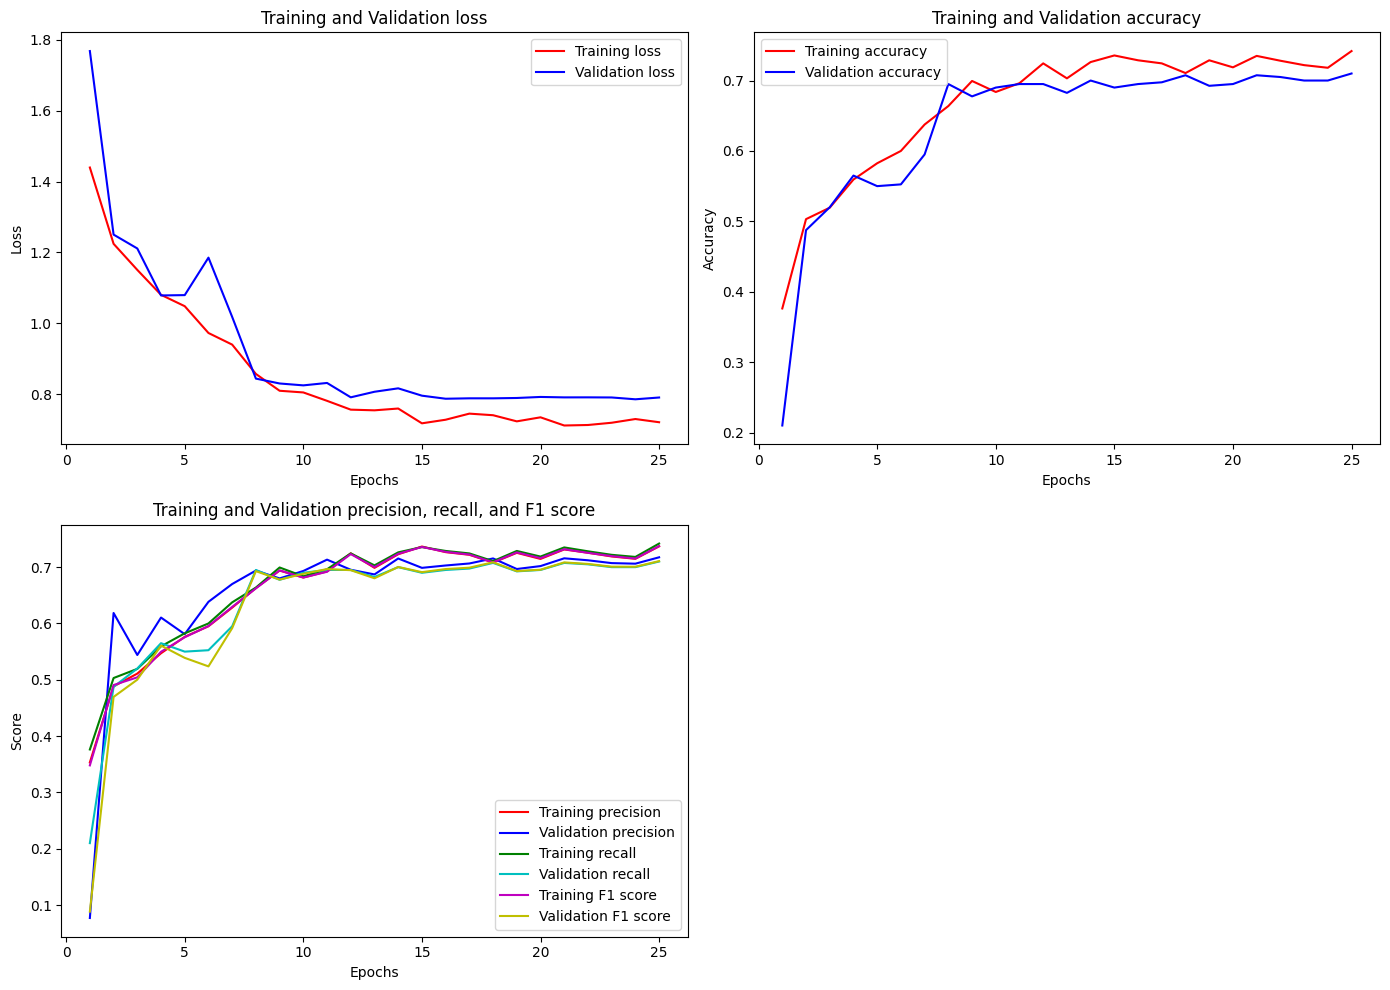 Training and Validation loss
1.8
1.6
1.4
1.2
1.0
0.8
Loss
0
5
10
15
20
25
Epochs
Training loss
Validation loss
Training and Validation accuracy
0.7
0.6
0.5
0.4
0.3
0.2
Accuracy
0
5
10
15
20
25
Epochs
Training accuracy
Validation accuracy
Training and Validation precision, recall, and F1 score
0.7
0.6
0.5
0.4
0.3
0.2
0.1
Score
0
5
10
15
20
25
Epochs
Training precision
Validation precision
Training recall
Validation recall
Training F1 score
Validation F1 score